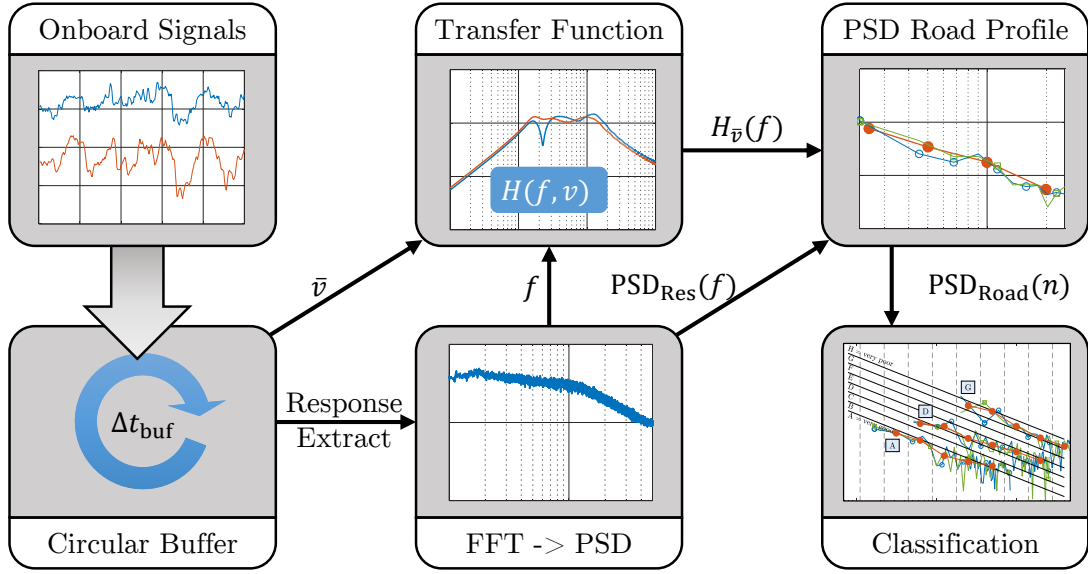 Onboard Signals
Transfer Function
PSD Road Profile
H(f, v)
H_v̄(f)
v̄
f
PSD_Res(f)
PSD_Road(n)
Δt_buf
Response
Extract
H = very poor
G
F
E
D
C
B
G
D
A
Circular Buffer
FFT -> PSD
Classification